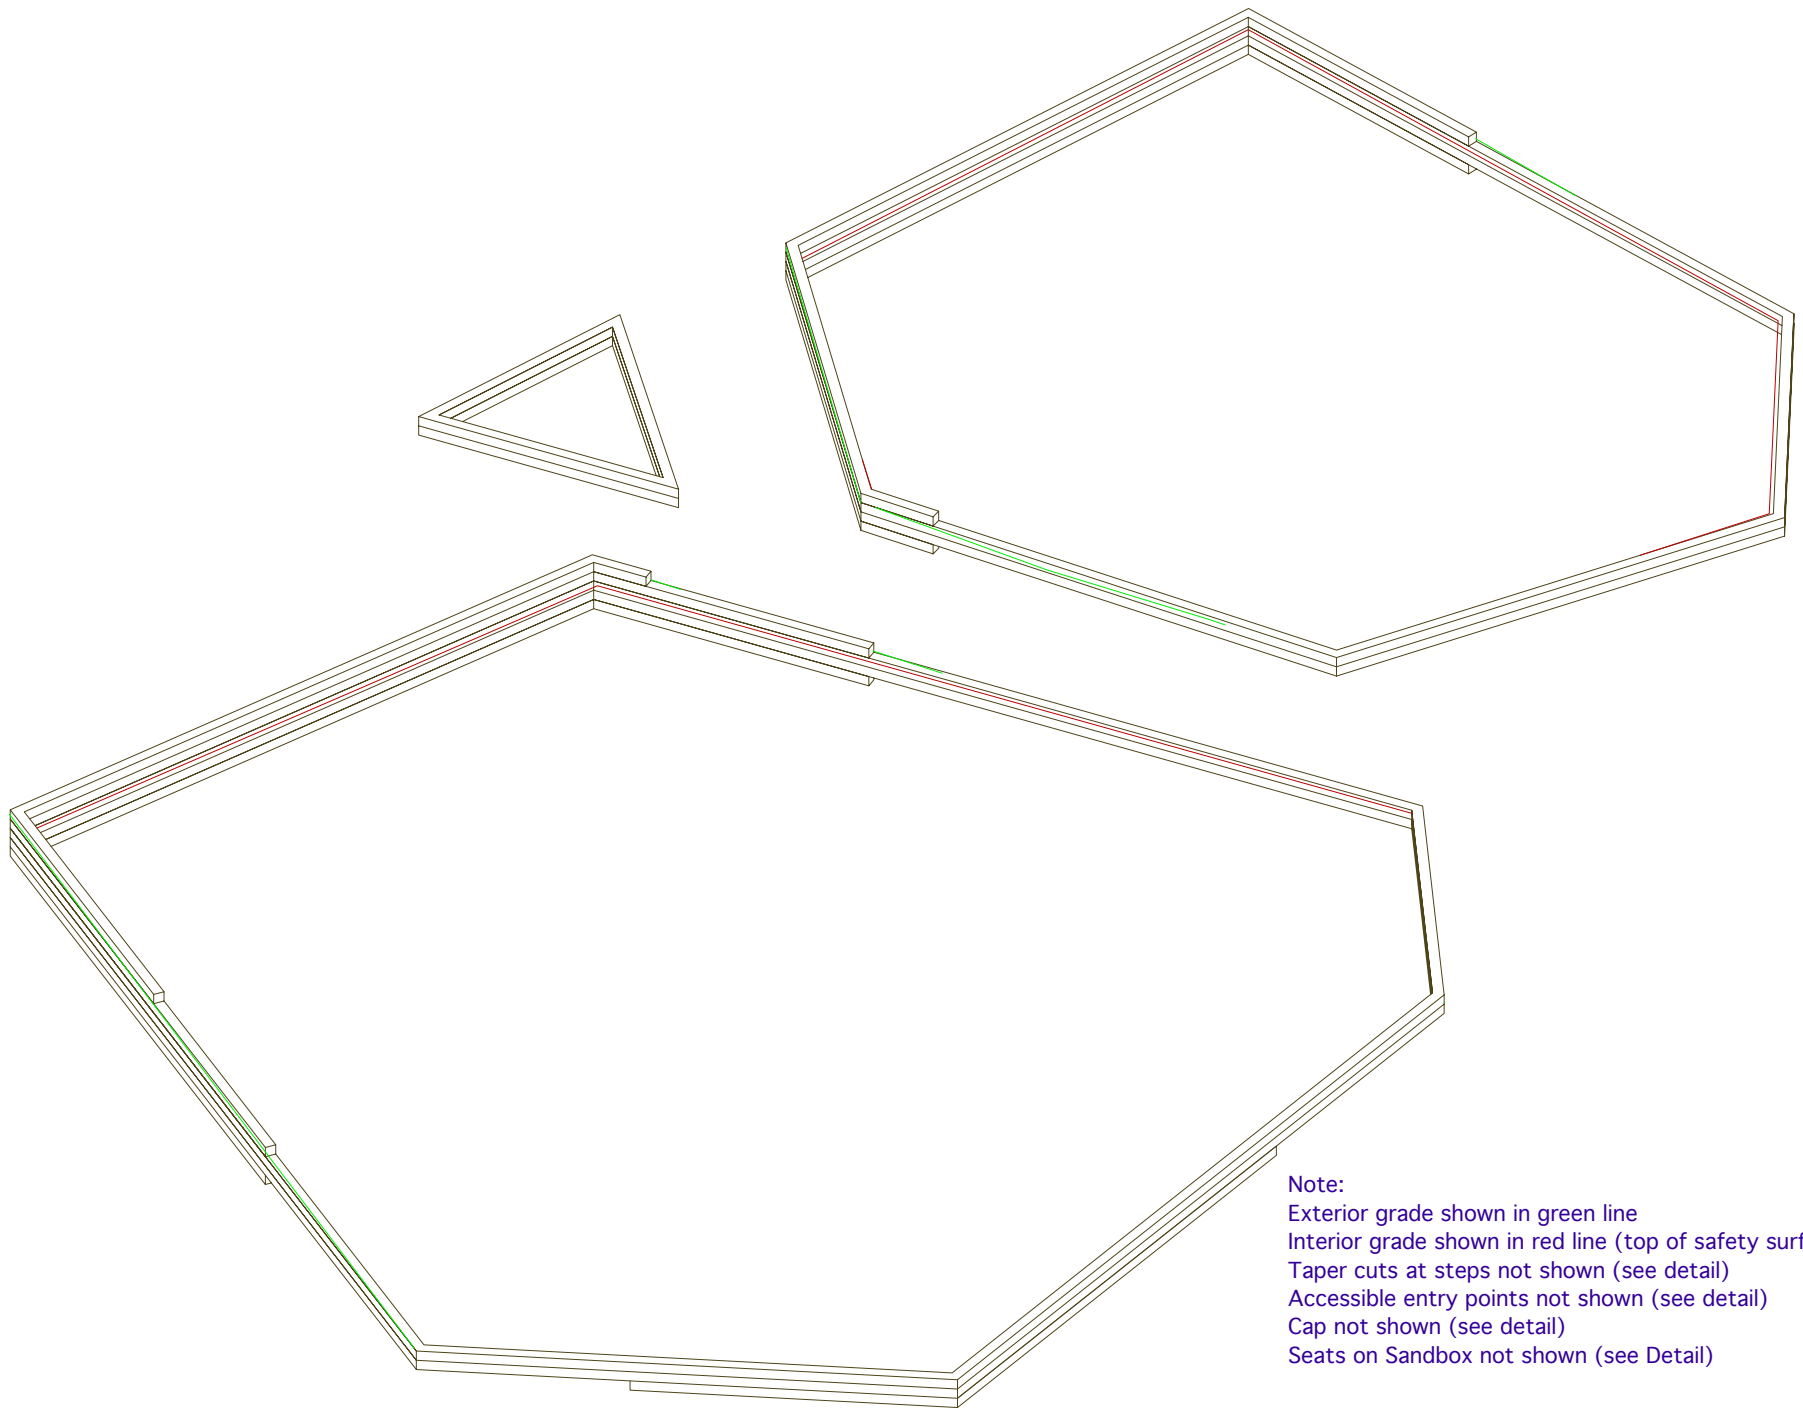 Note:
Exterior grade shown in green line
Interior grade shown in red line (top of safety surf
Taper cuts at steps not shown (see detail)
Accessible entry points not shown (see detail)
Cap not shown (see detail)
Seats on Sandbox not shown (see Detail)